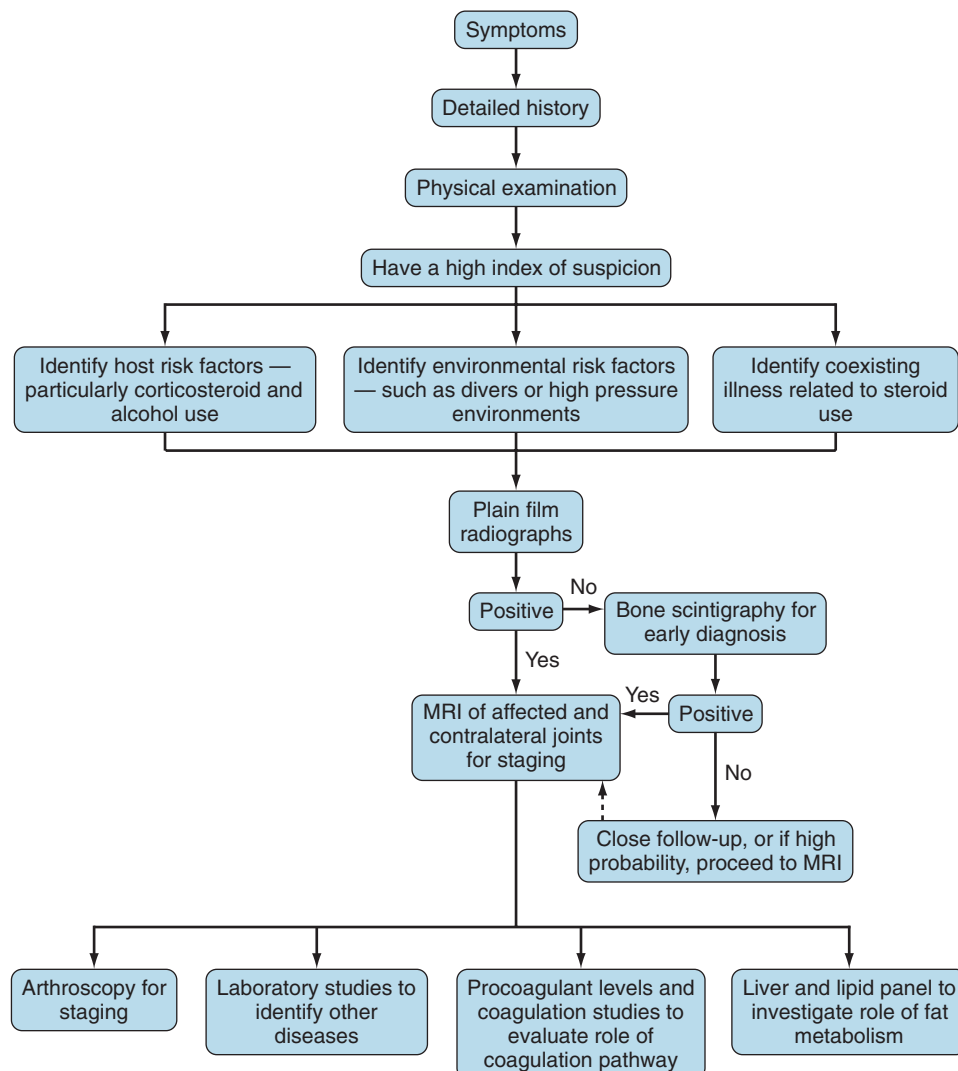 Symptoms
Detailed history
Physical examination
Have a high index of suspicion
Identify host risk factors —
particularly corticosteroid and
alcohol use
Identify environmental risk factors
— such as divers or high pressure
environments
Identify coexisting
illness related to steroid
use
Plain film
radiographs
Positive
No
Bone scintigraphy for
early diagnosis
Yes
MRI of affected and
contralateral joints
for staging
Yes
Positive
No
Close follow-up, or if high
probability, proceed to MRI
Arthroscopy for
staging
Laboratory studies to
identify other
diseases
Procoagulant levels and
coagulation studies to
evaluate role of
coagulation pathway
Liver and lipid panel to
investigate role of fat
metabolism